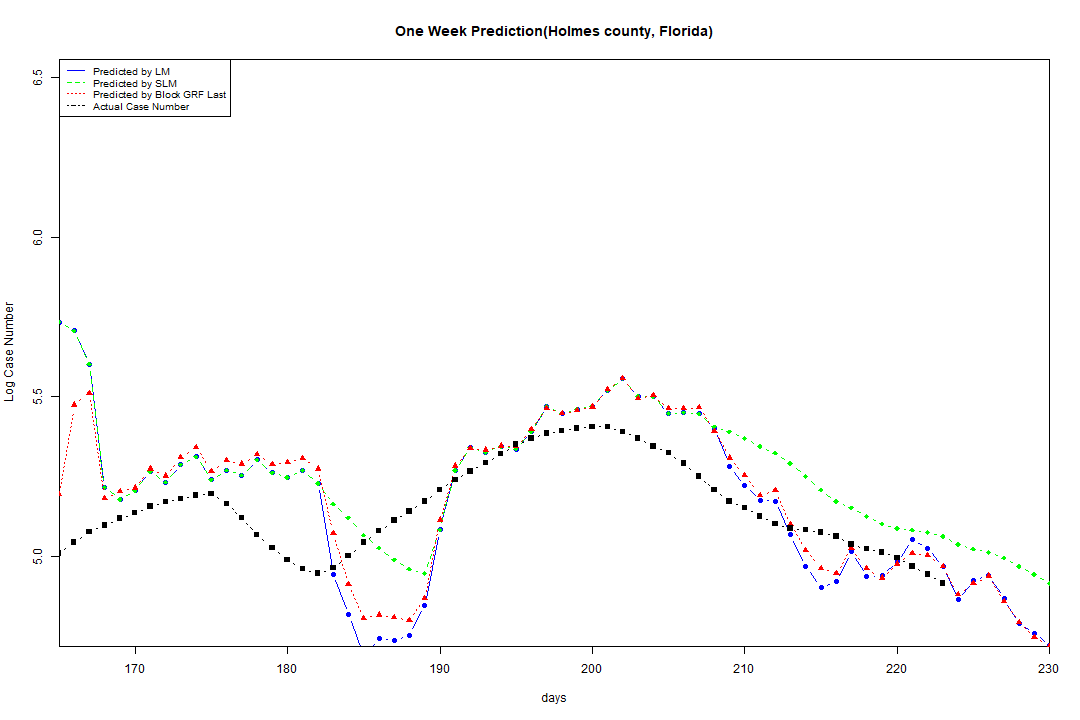 One Week Prediction(Holmes county, Florida)
Predicted by LM
Predicted by SLM
Predicted by Block GRF Last
Actual Case Number
6.5
6.0
5.5
5.0
Log Case Number
170 180 190 200 210 220 230
days